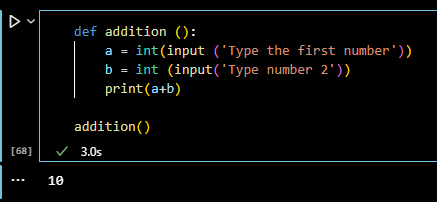 def addition ():
    a = int(input ('Type the first number'))
    b = int (input('Type number 2'))
    print(a+b)
addition()
[68] ✓ 3.0s
... 10